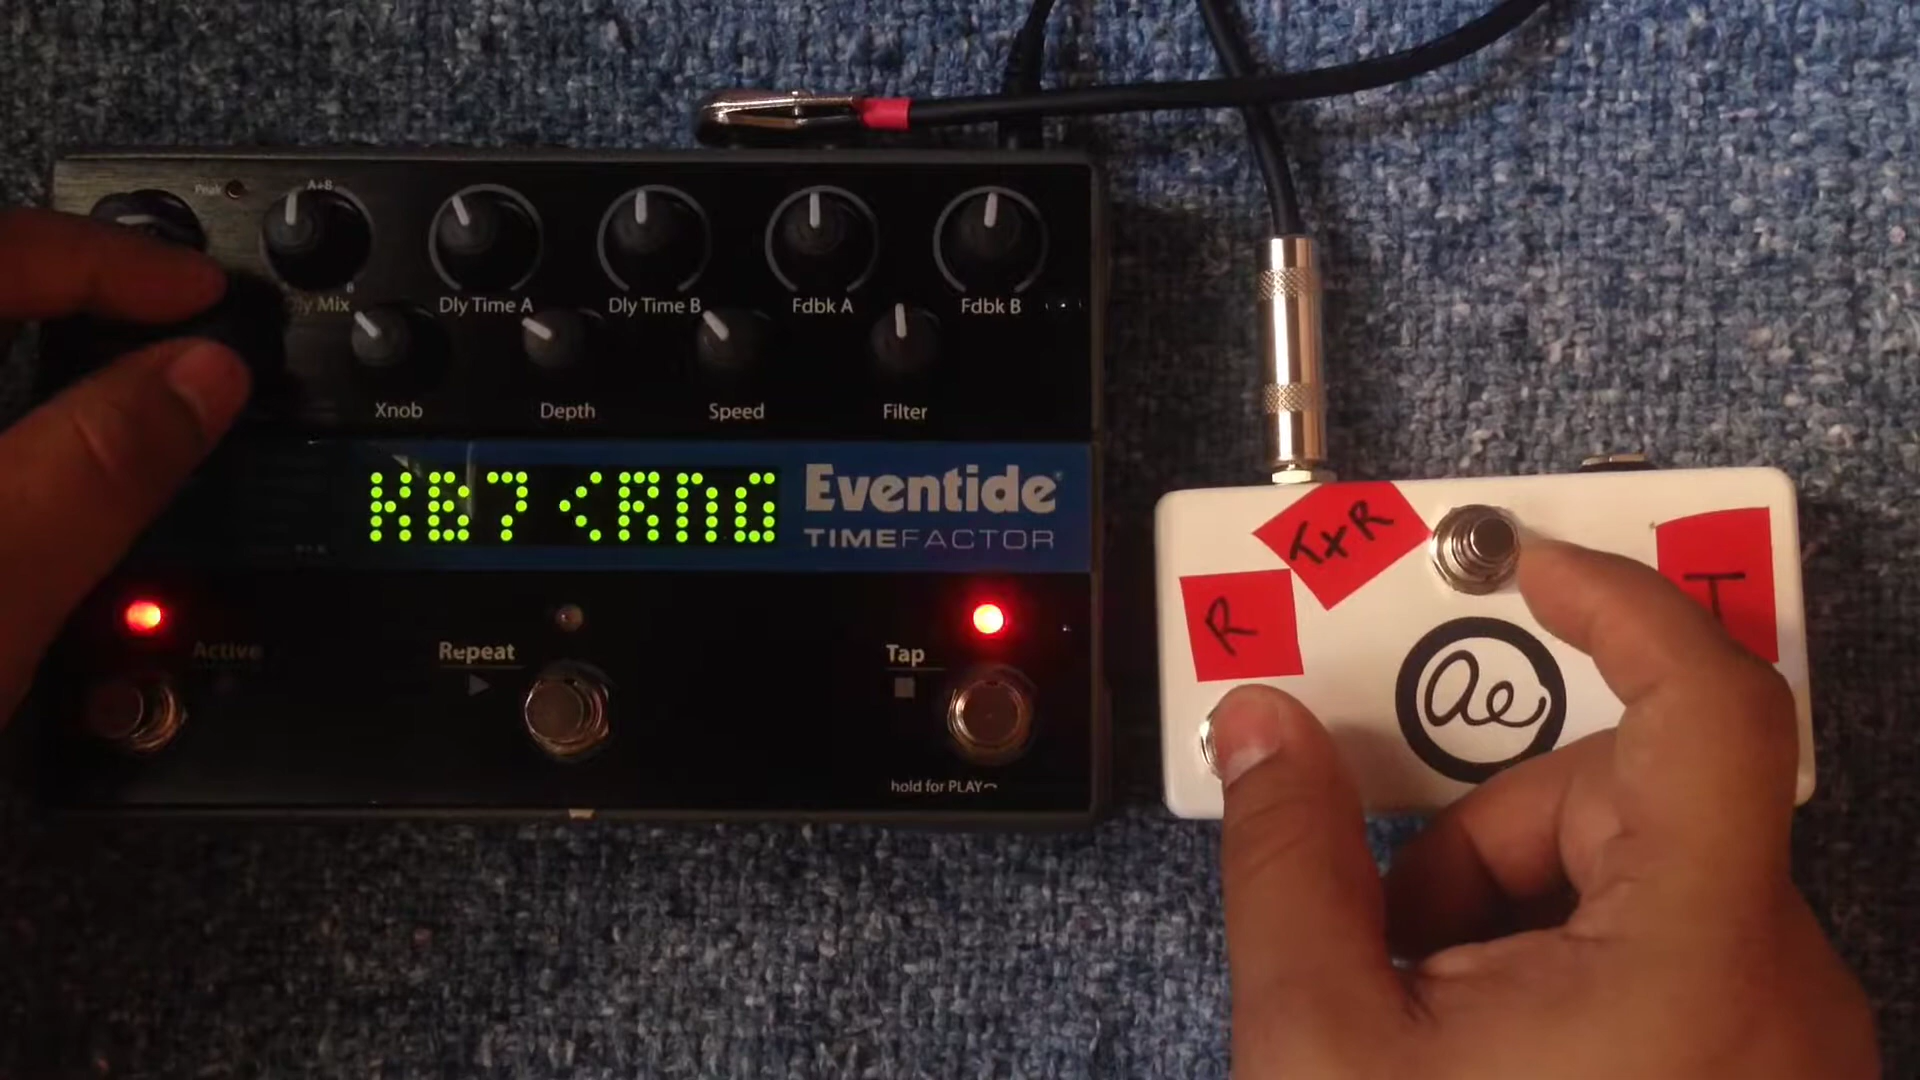 Peak
A+B
B
Dly Mix
Dly Time A
Dly Time B
Fdbk A
Fdbk B
Xnob
Depth
Speed
Filter
KB7 <RNG
Eventide
TIMEFACTOR
Active
Repeat
Tap
hold for PLAY
TxR
R
T
ae